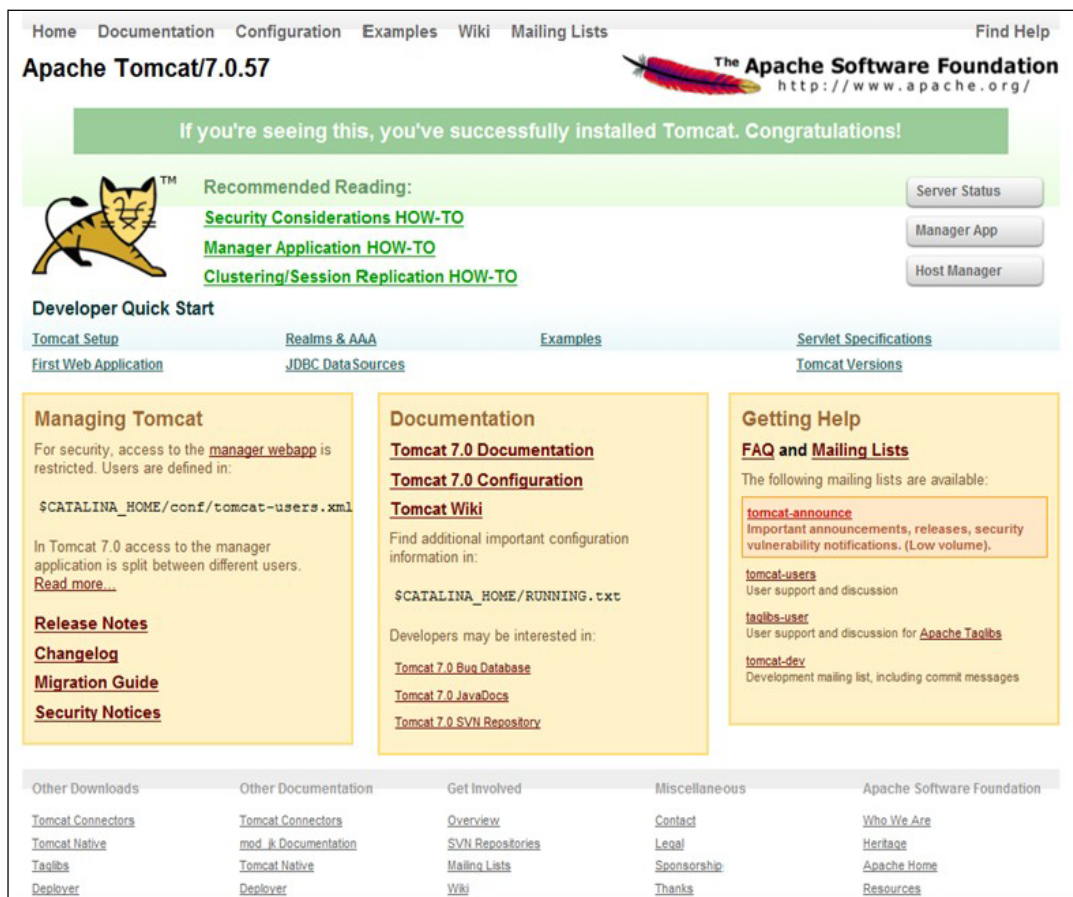 Home Documentation Configuration Examples Wiki Mailing Lists Find Help
Apache Tomcat/7.0.57
The Apache Software Foundation
http://www.apache.org/
If you're seeing this, you've successfully installed Tomcat. Congratulations!
TM
Recommended Reading:
Security Considerations HOW-TO
Manager Application HOW-TO
Clustering/Session Replication HOW-TO
Server Status
Manager App
Host Manager
Developer Quick Start
Tomcat Setup Realms & AAA Examples Servlet Specifications
First Web Application JDBC DataSources Tomcat Versions
Managing Tomcat
For security, access to the manager webapp is
restricted. Users are defined in:
$CATALINA_HOME/conf/tomcat-users.xml
In Tomcat 7.0 access to the manager
application is split between different users.
Read more...
Release Notes
Changelog
Migration Guide
Security Notices
Documentation
Tomcat 7.0 Documentation
Tomcat 7.0 Configuration
Tomcat Wiki
Find additional important configuration
information in:
$CATALINA_HOME/RUNNING.txt
Developers may be interested in:
Tomcat 7.0 Bug Database
Tomcat 7.0 JavaDocs
Tomcat 7.0 SVN Repository
Getting Help
FAQ and Mailing Lists
The following mailing lists are available:
tomcat-announce
Important announcements, releases, security
vulnerability notifications. (Low volume).
tomcat-users
User support and discussion
taglibs-user
User support and discussion for Apache Taglibs
tomcat-dev
Development mailing list, including commit messages
Other Downloads
Tomcat Connectors
Tomcat Native
Taglibs
Deployer
Other Documentation
Tomcat Connectors
mod_jk Documentation
Tomcat Native
Deployer
Get Involved
Overview
SVN Repositories
Mailing Lists
Wiki
Miscellaneous
Contact
Legal
Sponsorship
Thanks
Apache Software Foundation
Who We Are
Heritage
Apache Home
Resources